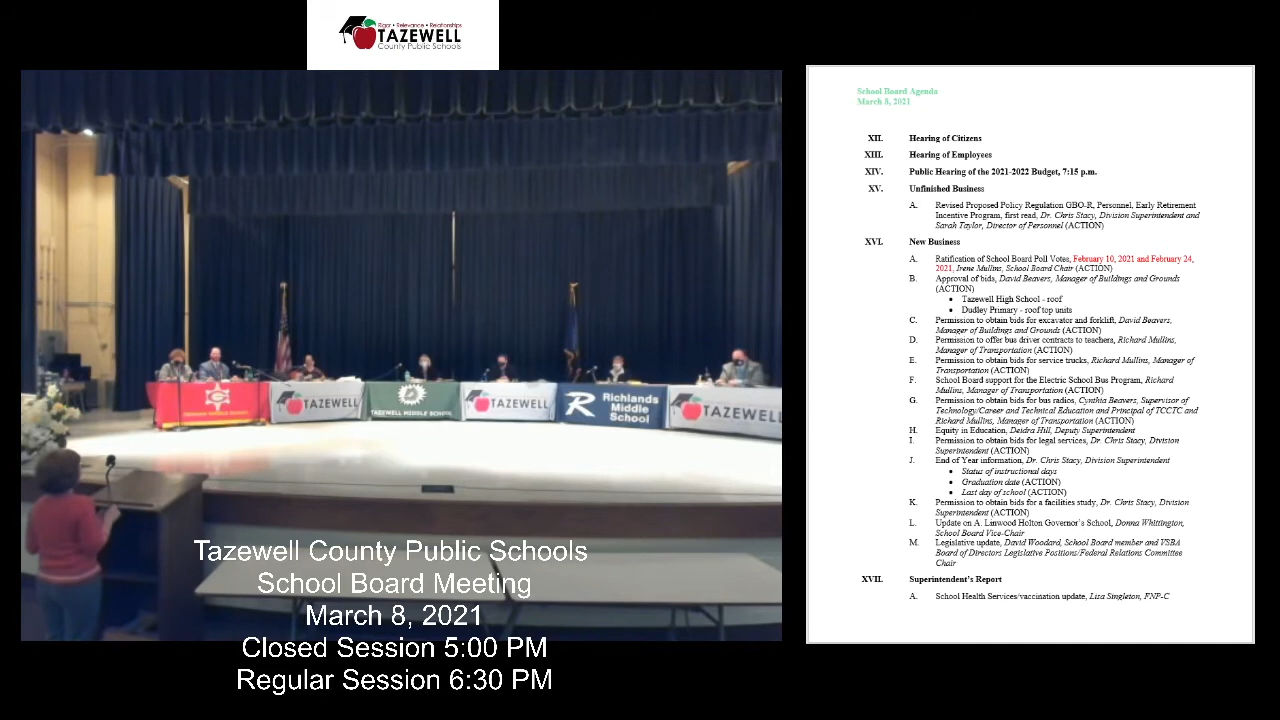 Rigor • Relevance • Relationships
TAZEWELL
County Public Schools
TAZEWELL
TAZEWELL MIDDLE SCHOOL
TAZEWELL
R Richlands
Middle
School
TAZEWELL
Tazewell County Public Schools
School Board Meeting
March 8, 2021
Closed Session 5:00 PM
Regular Session 6:30 PM
School Board Agenda
March 8, 2021
XII. Hearing of Citizens
XIII. Hearing of Employees
XIV. Public Hearing of the 2021-2022 Budget, 7:15 p.m.
XV. Unfinished Business
A. Revised Proposed Policy Regulation GBO-R, Personnel, Early Retirement
Incentive Program, first read, Dr. Chris Stacy, Division Superintendent and
Sarah Taylor, Director of Personnel (ACTION)
XVI. New Business
A. Ratification of School Board Poll Votes, February 10, 2021 and February 24,
2021, Irene Mullins, School Board Chair (ACTION)
B. Approval of bids, David Beavers, Manager of Buildings and Grounds
(ACTION)
• Tazewell High School - roof
• Dudley Primary - roof top units
C. Permission to obtain bids for excavator and forklift, David Beavers,
Manager of Buildings and Grounds (ACTION)
D. Permission to offer bus driver contracts to teachers, Richard Mullins,
Manager of Transportation (ACTION)
E. Permission to obtain bids for service trucks, Richard Mullins, Manager of
Transportation (ACTION)
F. School Board support for the Electric School Bus Program, Richard
Mullins, Manager of Transportation (ACTION)
G. Permission to obtain bids for bus radios, Cynthia Beavers, Supervisor of
Technology/Career and Technical Education and Principal of TCCTC and
Richard Mullins, Manager of Transportation (ACTION)
H. Equity in Education, Deidra Hill, Deputy Superintendent
I. Permission to obtain bids for legal services, Dr. Chris Stacy, Division
Superintendent (ACTION)
J. End of Year information, Dr. Chris Stacy, Division Superintendent
• Status of instructional days
• Graduation date (ACTION)
• Last day of school (ACTION)
K. Permission to obtain bids for a facilities study, Dr. Chris Stacy, Division
Superintendent (ACTION)
L. Update on A. Linwood Holton Governor's School, Donna Whittington,
School Board Vice-Chair
M. Legislative update, David Woodard, School Board member and VSBA
Board of Directors Legislative Positions/Federal Relations Committee
Chair
XVII. Superintendent's Report
A. School Health Services/vaccination update, Lisa Singleton, FNP-C